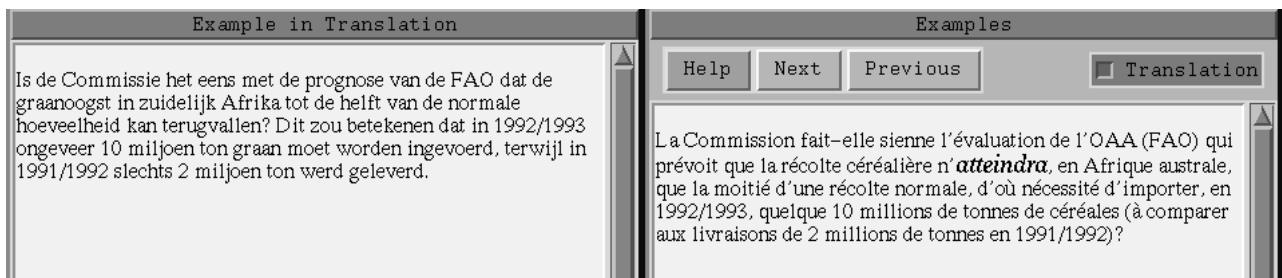 Example in Translation
Is de Commissie het eens met de prognose van de FAO dat de
graanoogst in zuidelijk Afrika tot de helft van de normale
hoeveelheid kan terugvallen? Dit zou betekenen dat in 1992/1993
ongeveer 10 miljoen ton graan moet worden ingevoerd, terwijl in
1991/1992 slechts 2 miljoen ton werd geleverd.
Examples
Help Next Previous Translation
La Commission fait-elle sienne l'évaluation de l'OAA (FAO) qui
prévoit que la récolte céréalière n'atteindra, en Afrique australe,
que la moitié d'une récolte normale, d'où nécessité d'importer, en
1992/1993, quelque 10 millions de tonnes de céréales (à comparer
aux livraisons de 2 millions de tonnes en 1991/1992)?